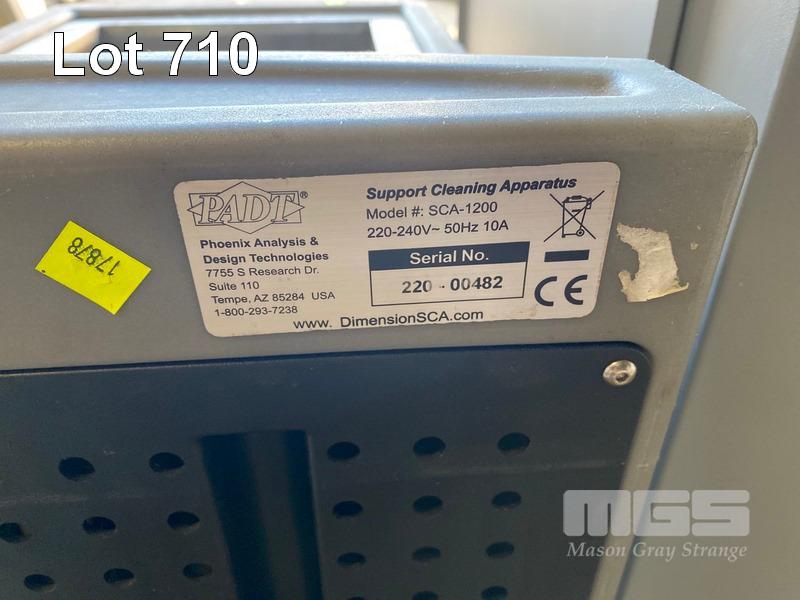 Lot 710
PADT®
Phoenix Analysis &
Design Technologies
7755 S Research Dr.
Suite 110
Tempe, AZ 85284 USA
1-800-293-7238
Support Cleaning Apparatus
Model #: SCA-1200
220-240V~ 50Hz 10A
Serial No.
220 - 00482
CE
www. DimensionSCA.com
17878
MGS
Mason Gray Strange